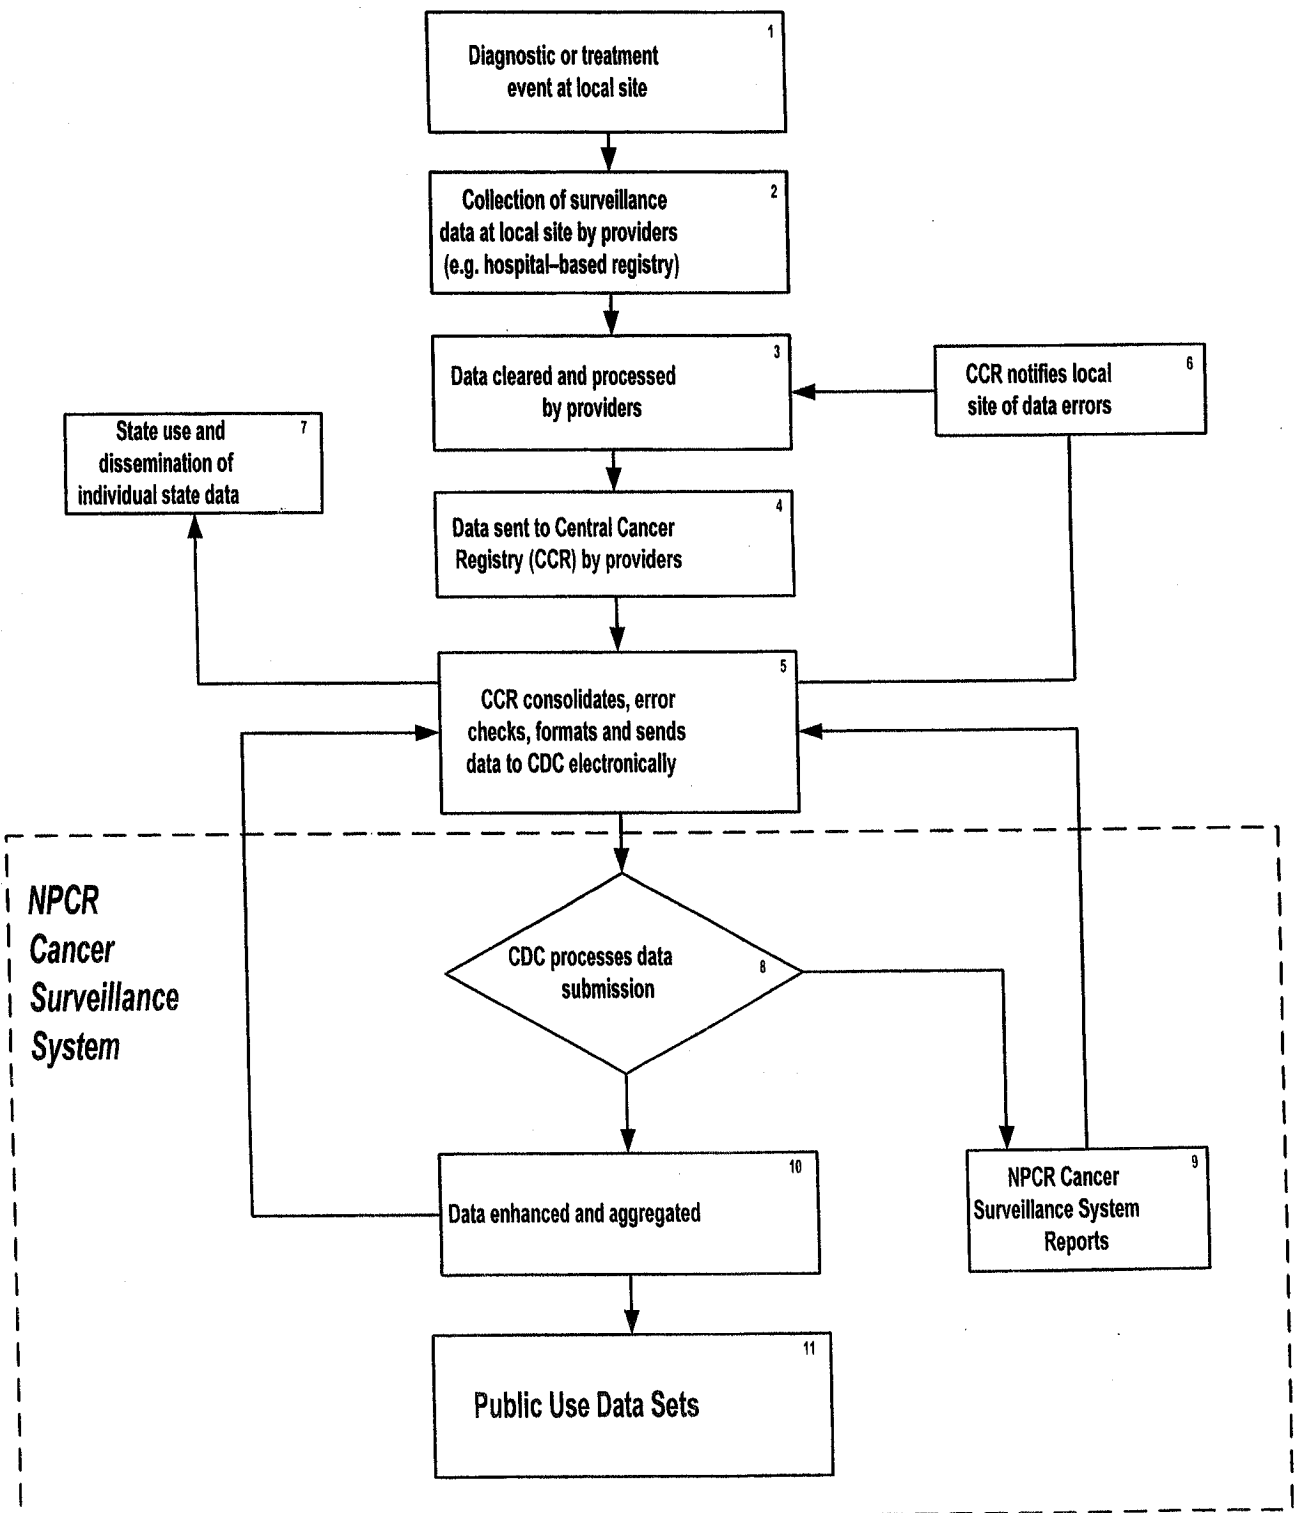 1
Diagnostic or treatment
event at local site
2
Collection of surveillance
data at local site by providers
(e.g. hospital–based registry)
3
Data cleared and processed
by providers
6
CCR notifies local
site of data errors
7
State use and
dissemination of
individual state data
4
Data sent to Central Cancer
Registry (CCR) by providers
5
CCR consolidates, error
checks, formats and sends
data to CDC electronically
NPCR
Cancer
Surveillance
System
CDC processes data
8
submission
10
Data enhanced and aggregated
9
NPCR Cancer
Surveillance System
Reports
11
Public Use Data Sets